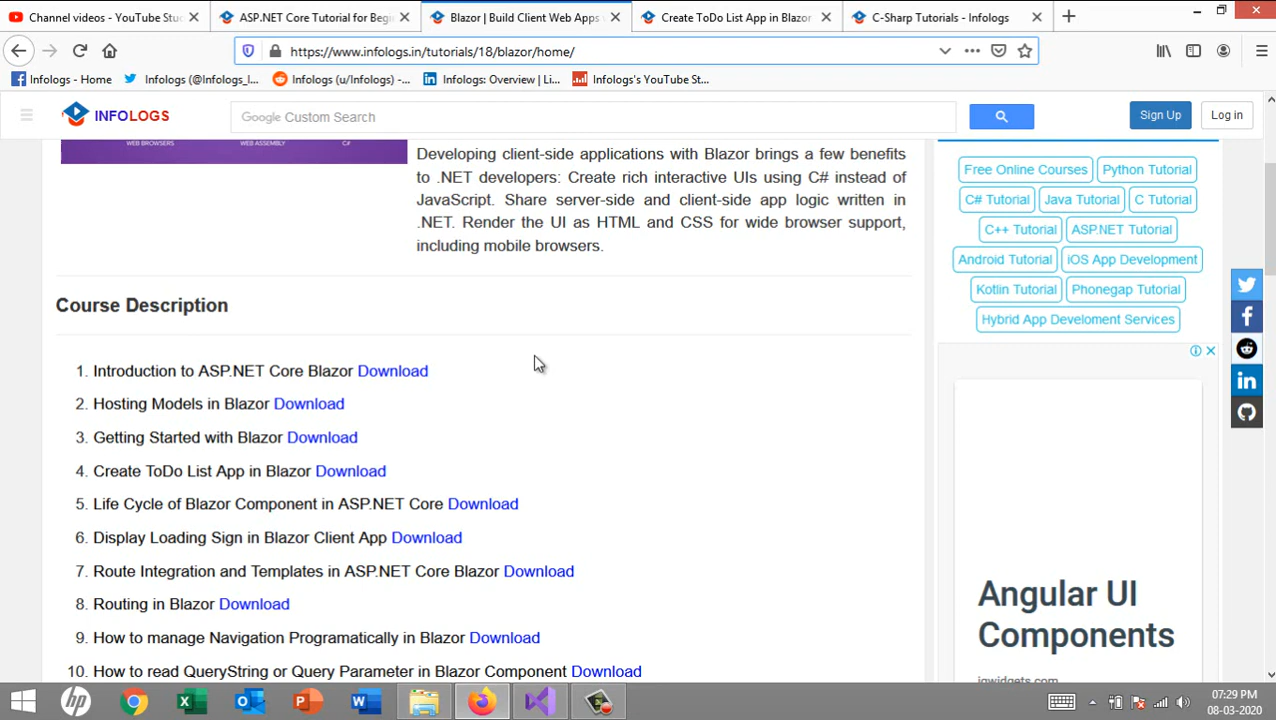 Channel videos - YouTube Stu
ASP.NET Core Tutorial for Begi
Blazor | Build Client Web Apps
Create ToDo List App in Blazor
C-Sharp Tutorials - Infologs
https://www.infologs.in/tutorials/18/blazor/home/
Infologs - Home
Infologs (@Infologs_I...
Infologs (u/Infologs) -...
Infologs: Overview | Li...
Infologs's YouTube St...
INFOLOGS
Google Custom Search
Sign Up
Log in
WEB BROWSERS
WEB ASSEMBLY
C#
Developing client-side applications with Blazor brings a few benefits
to .NET developers: Create rich interactive UIs using C# instead of
JavaScript. Share server-side and client-side app logic written in
.NET. Render the UI as HTML and CSS for wide browser support,
including mobile browsers.
Course Description
1. Introduction to ASP.NET Core Blazor Download
2. Hosting Models in Blazor Download
3. Getting Started with Blazor Download
4. Create ToDo List App in Blazor Download
5. Life Cycle of Blazor Component in ASP.NET Core Download
6. Display Loading Sign in Blazor Client App Download
7. Route Integration and Templates in ASP.NET Core Blazor Download
8. Routing in Blazor Download
9. How to manage Navigation Programatically in Blazor Download
10. How to read QueryString or Query Parameter in Blazor Component Download
Free Online Courses
Python Tutorial
C# Tutorial
Java Tutorial
C Tutorial
C++ Tutorial
ASP.NET Tutorial
Android Tutorial
iOS App Development
Kotlin Tutorial
Phonegap Tutorial
Hybrid App Develoment Services
Angular UI
Components
igwidgets.com
07:29 PM
08-03-2020